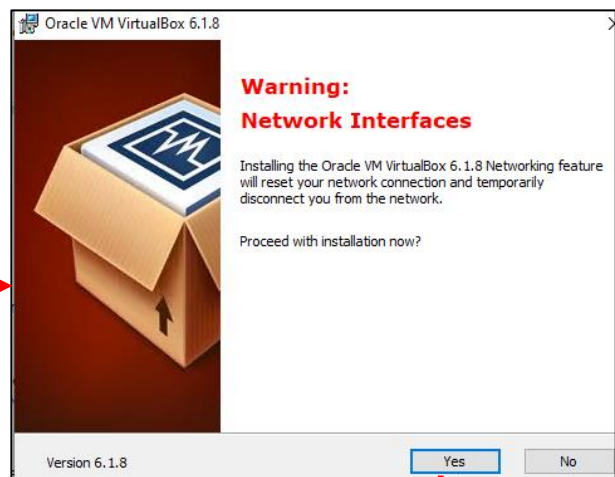 Oracle VM VirtualBox 6.1.8
Warning:
Network Interfaces
Installing the Oracle VM VirtualBox 6.1.8 Networking feature
will reset your network connection and temporarily
disconnect you from the network.
Proceed with installation now?
Version 6.1.8
Yes
No